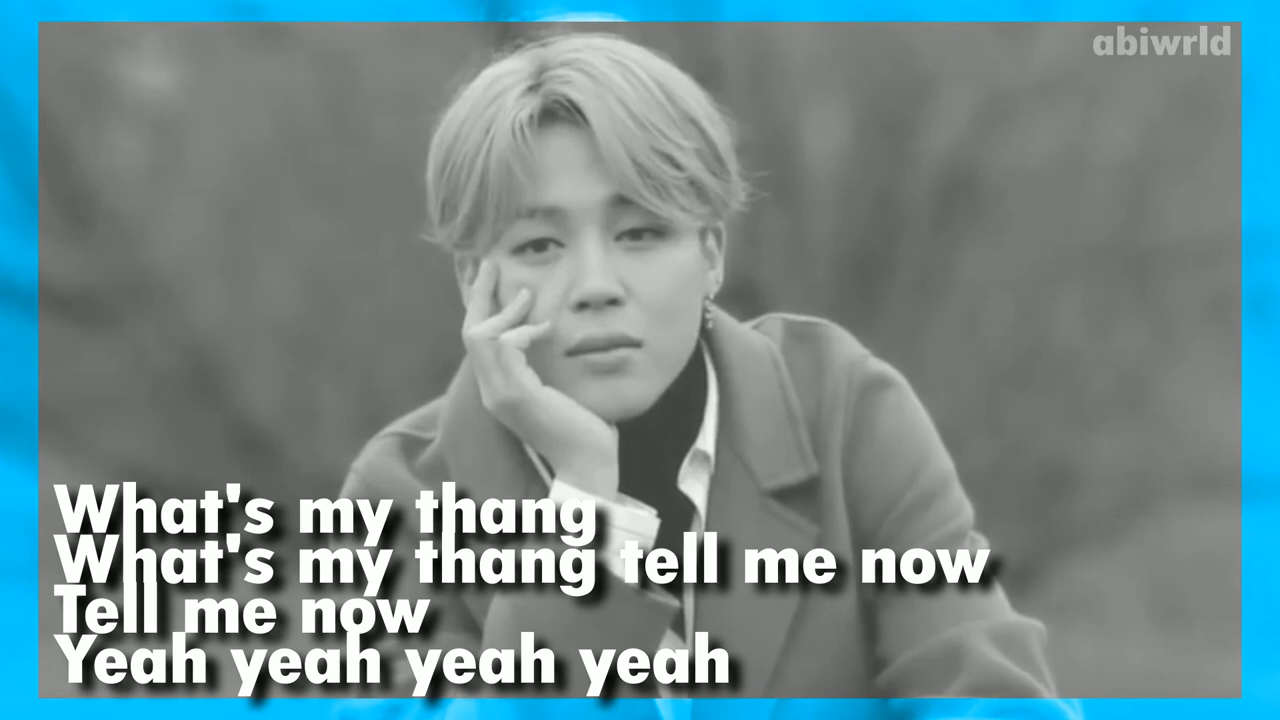 abiwrld
What's my thang
What's my thang tell me now
Tell me now
Yeah yeah yeah yeah